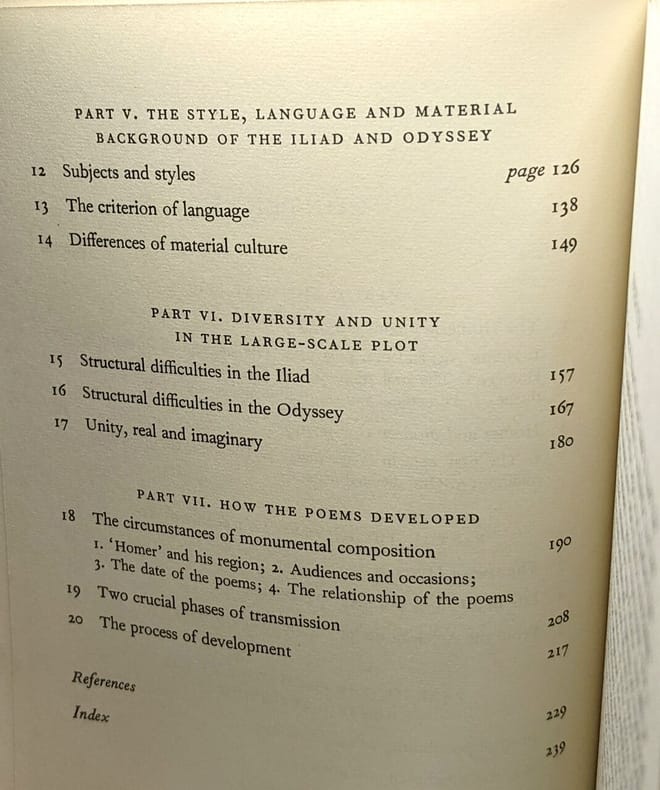 PART V. THE STYLE, LANGUAGE AND MATERIAL
BACKGROUND OF THE ILIAD AND ODYSSEY
12 Subjects and styles page 126
13 The criterion of language 138
14 Differences of material culture 149
PART VI. DIVERSITY AND UNITY
IN THE LARGE-SCALE PLOT
15 Structural difficulties in the Iliad 157
16 Structural difficulties in the Odyssey 167
17 Unity, real and imaginary 180
PART VII. HOW THE POEMS DEVELOPED
18 The circumstances of monumental composition 190
1. ‘Homer’ and his region; 2. Audiences and occasions;
3. The date of the poems; 4. The relationship of the poems
19 Two crucial phases of transmission 208
20 The process of development 217
References 229
Index 239